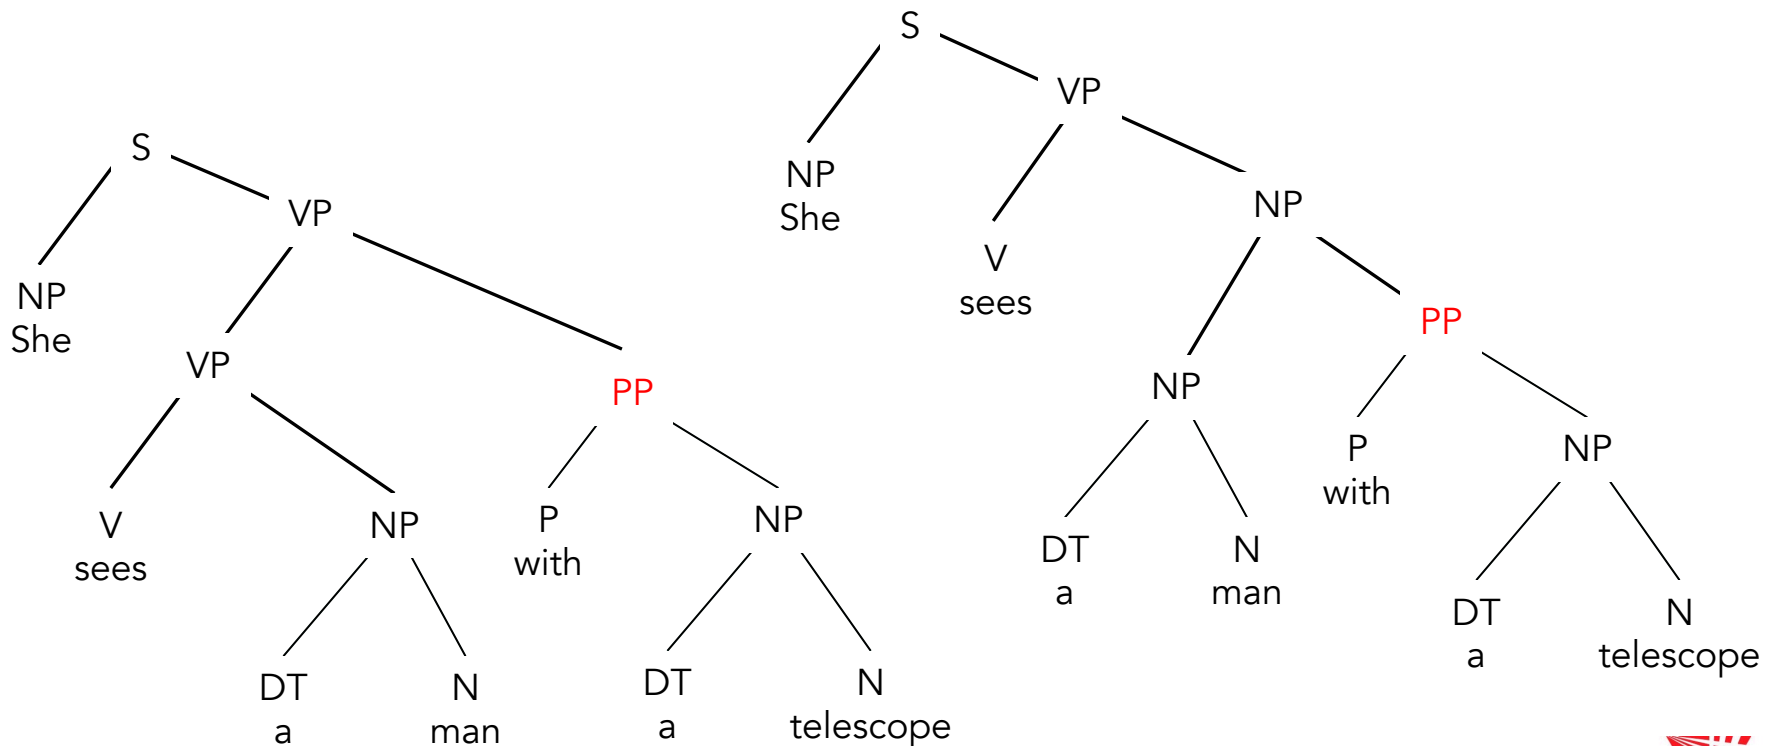 S
VP
NP
She
VP
PP
V
sees
NP
P
with
NP
DT
a
N
man
DT
a
N
telescope
S
VP
NP
She
NP
V
sees
PP
NP
P
with
NP
DT
a
N
man
DT
a
N
telescope